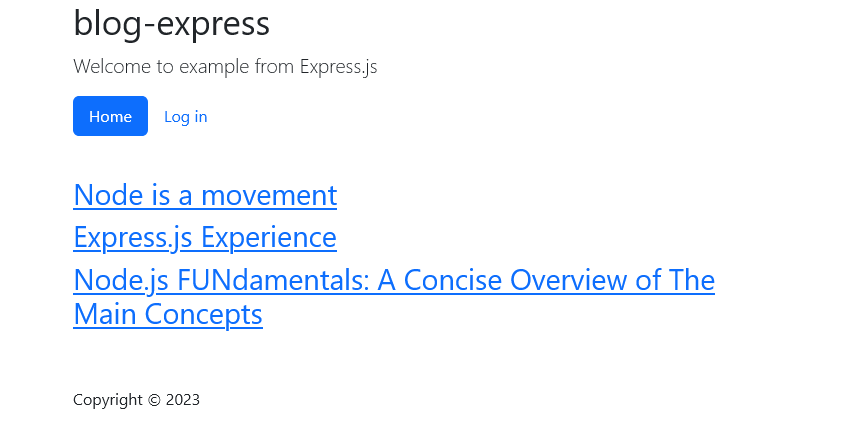 blog-express
Welcome to example from Express.js
Home Log in
Node is a movement
Express.js Experience
Node.js FUNdamentals: A Concise Overview of The
Main Concepts
Copyright © 2023